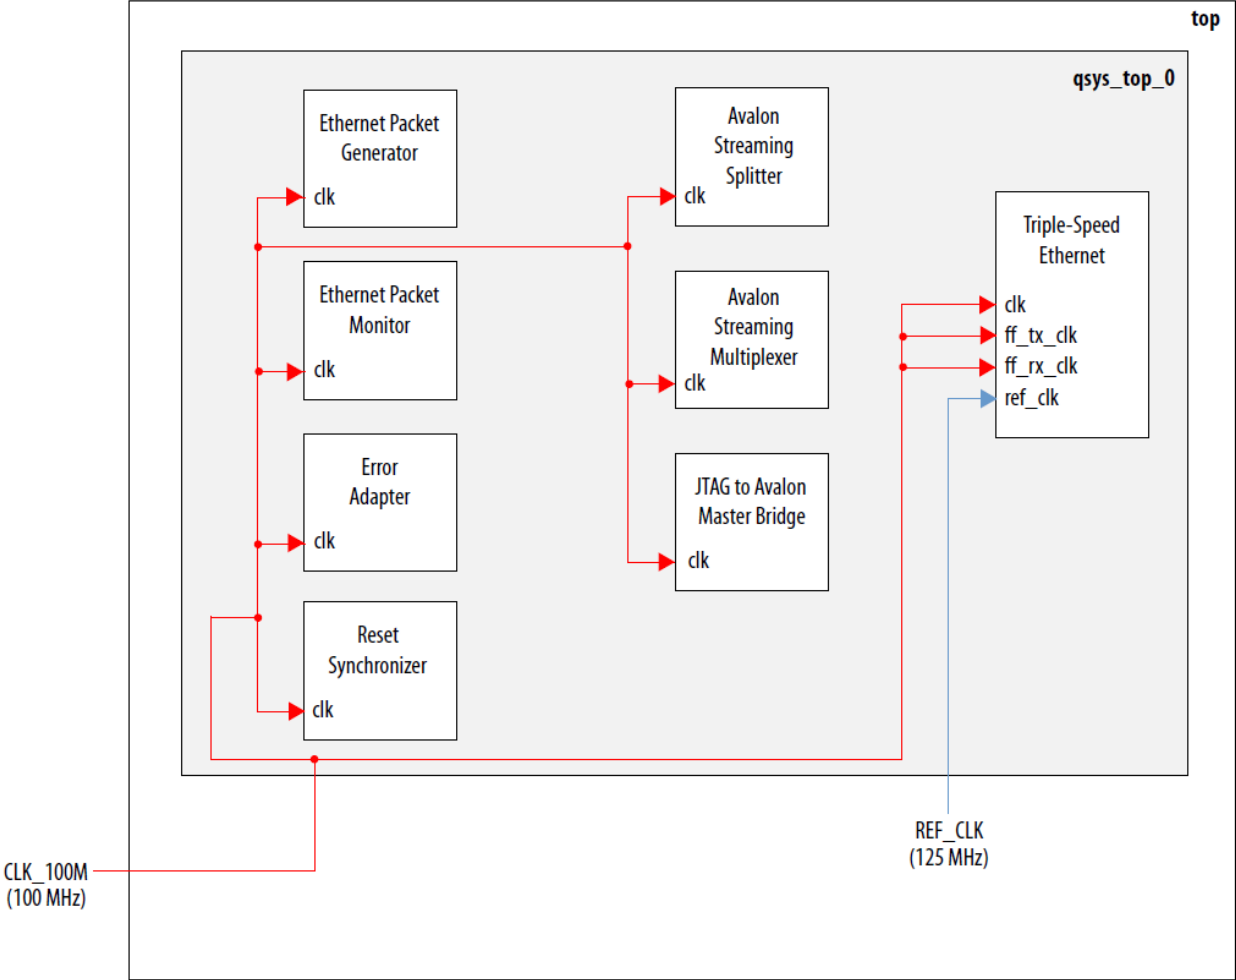 top
qsys_top_0
Ethernet Packet
Generator
clk
Ethernet Packet
Monitor
clk
Error
Adapter
clk
Reset
Synchronizer
clk
Avalon
Streaming
Splitter
clk
Avalon
Streaming
Multiplexer
clk
JTAG to Avalon
Master Bridge
clk
Triple-Speed
Ethernet
clk
ff_tx_clk
ff_rx_clk
ref_clk
REF_CLK
(125 MHz)
CLK_100M
(100 MHz)